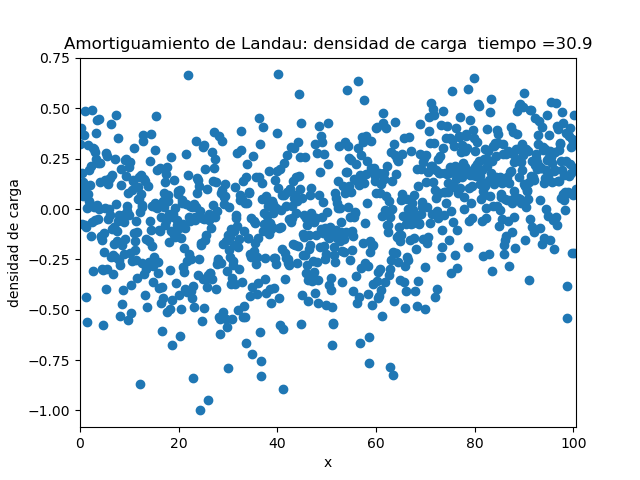 Amortiguamiento de Landau: densidad de carga  tiempo =30.9
0.75
0.50
0.25
0.00
−0.25
−0.50
−0.75
−1.00
densidad de carga
0 20 40 60 80 100
x